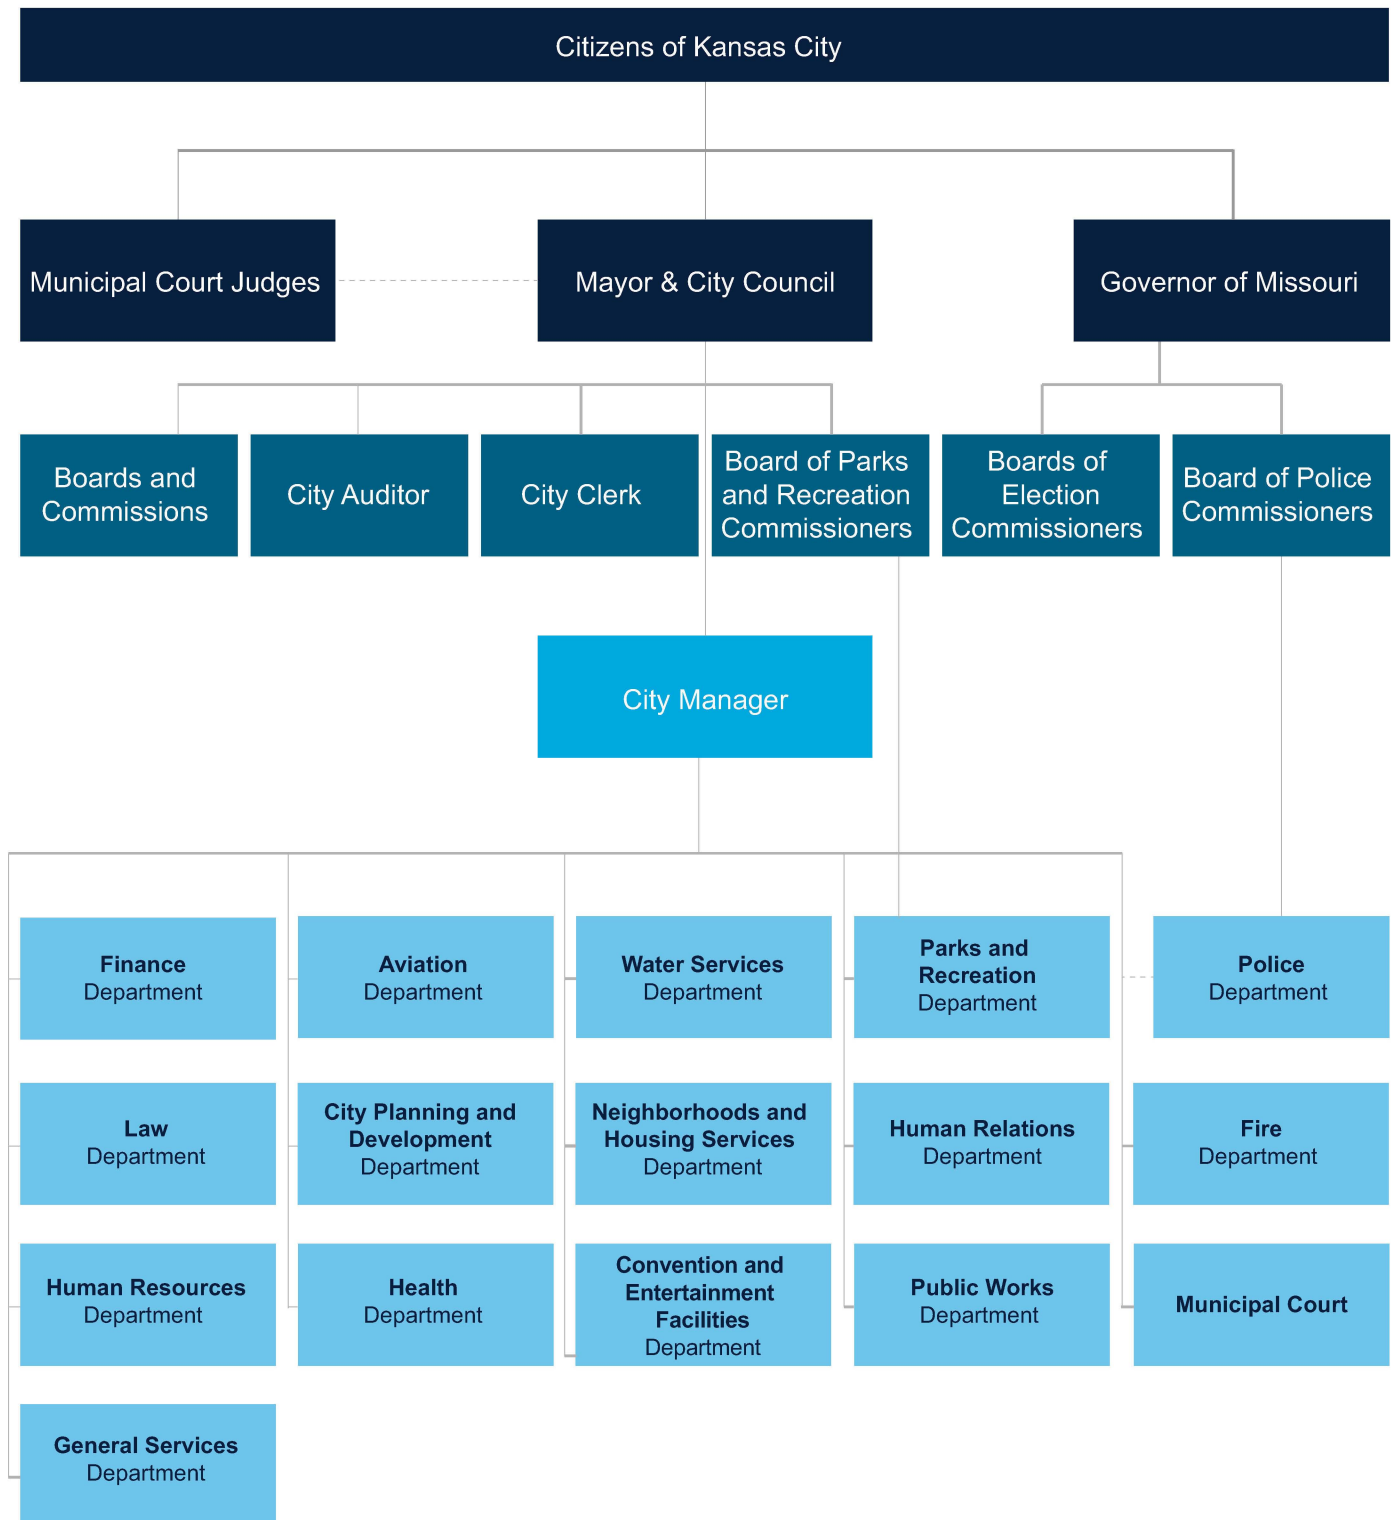 Citizens of Kansas City
Municipal Court Judges
Mayor & City Council
Governor of Missouri
Boards and
Commissions
City Auditor
City Clerk
Board of Parks
and Recreation
Commissioners
Boards of
Election
Commissioners
Board of Police
Commissioners
City Manager
Finance
Department
Aviation
Department
Water Services
Department
Parks and
Recreation
Department
Police
Department
Law
Department
City Planning and
Development
Department
Neighborhoods and
Housing Services
Department
Human Relations
Department
Fire
Department
Human Resources
Department
Health
Department
Convention and
Entertainment
Facilities
Department
Public Works
Department
Municipal Court
General Services
Department